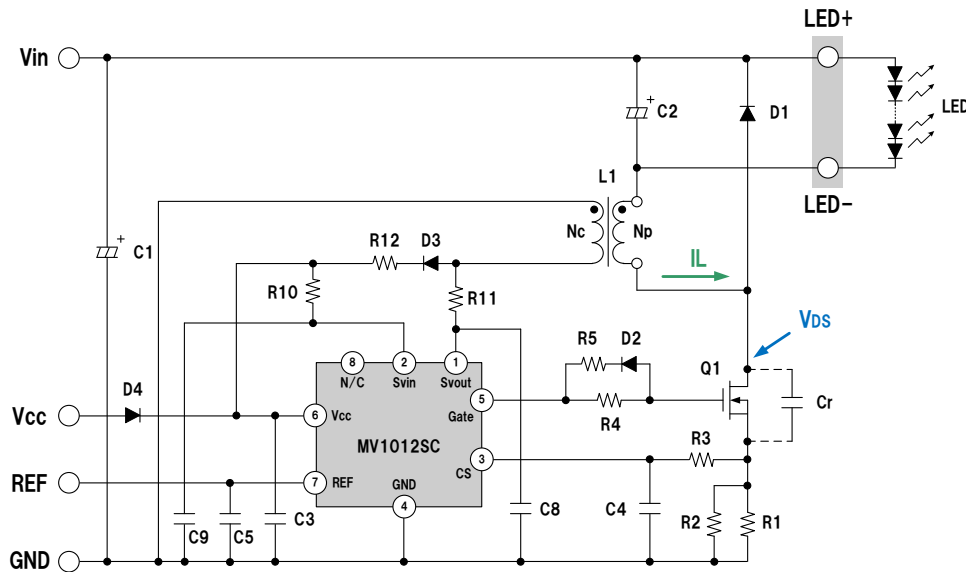 LED+
Vin
C2
D1
LED
L1
LED-
C1
Nc
Np
R12
D3
IL
R10
R11
VDS
R5
D2
Q1
8
2
1
N/C
Svin
Svout
D4
5
Cr
Vcc
6
Vcc
Gate
R4
MV1012SC
R3
3
CS
REF
7
REF
GND
4
C9
C5
C3
C8
C4
R2
R1
GND